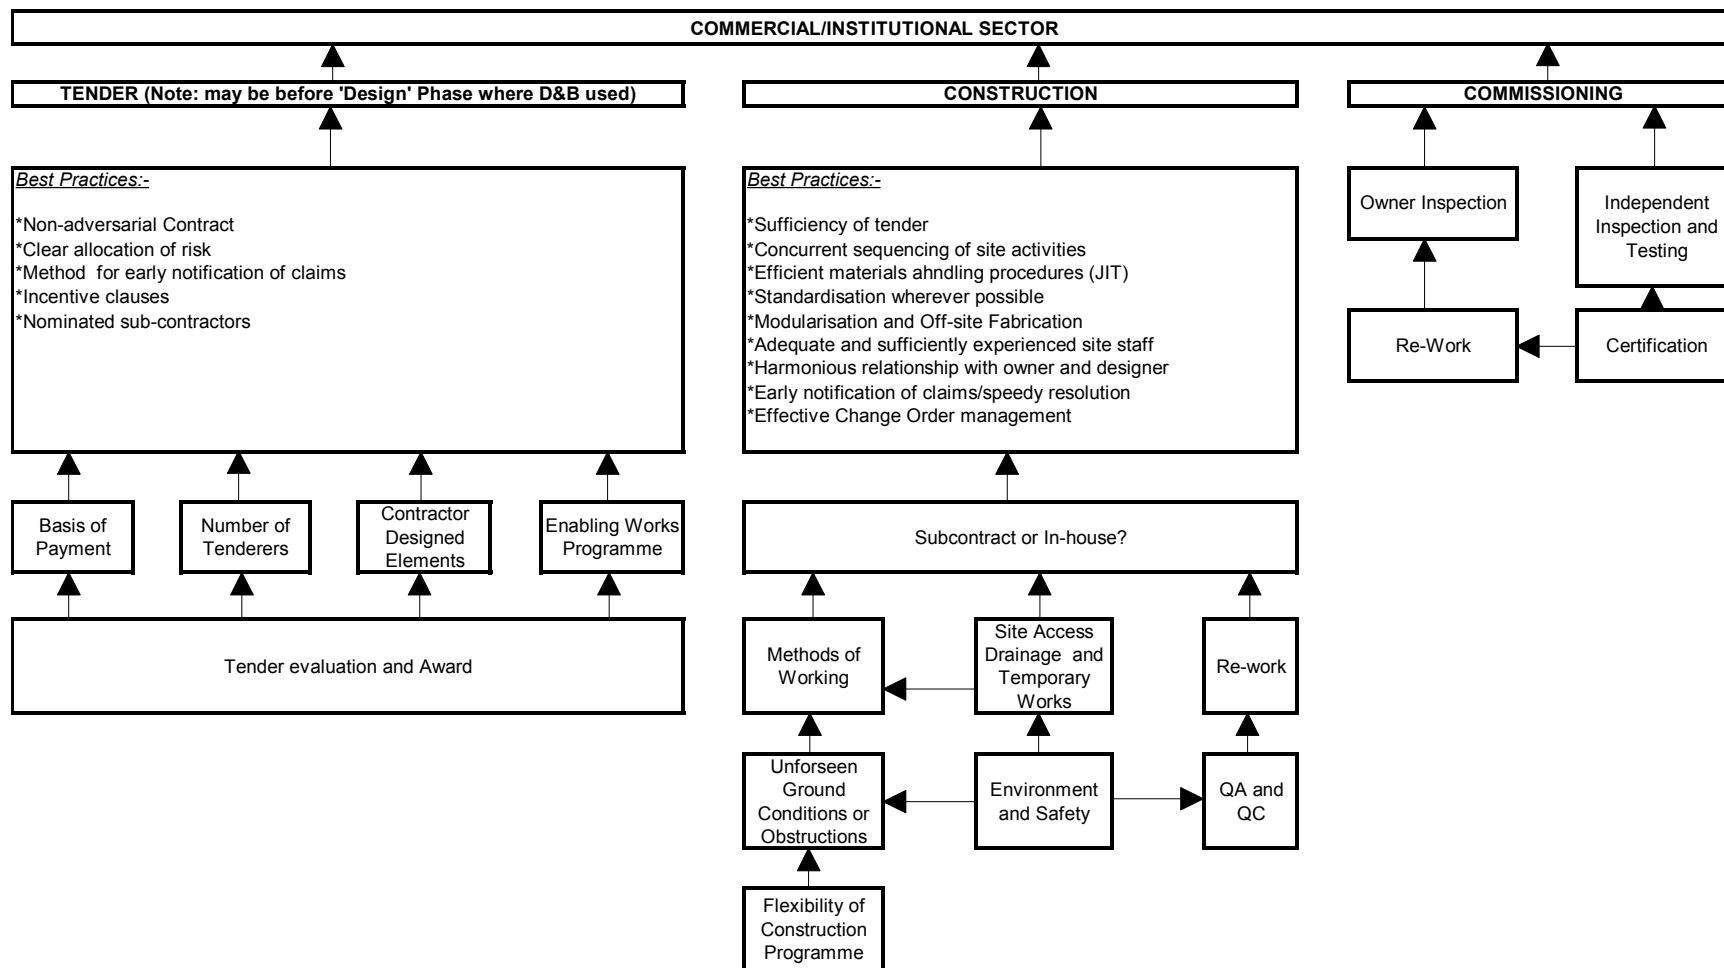 COMMERCIAL/INSTITUTIONAL SECTOR
TENDER (Note: may be before 'Design' Phase where D&B used)
CONSTRUCTION
COMMISSIONING
Best Practices:-
*Non-adversarial Contract
*Clear allocation of risk
*Method for early notification of claims
*Incentive clauses
*Nominated sub-contractors
Best Practices:-
*Sufficiency of tender
*Concurrent sequencing of site activities
*Efficient materials ahndling procedures (JIT)
*Standardisation wherever possible
*Modularisation and Off-site Fabrication
*Adequate and sufficiently experienced site staff
*Harmonious relationship with owner and designer
*Early notification of claims/speedy resolution
*Effective Change Order management
Owner Inspection
Independent
Inspection and
Testing
Re-Work
Certification
Basis of
Payment
Number of
Tenderers
Contractor
Designed
Elements
Enabling Works
Programme
Subcontract or In-house?
Tender evaluation and Award
Methods of
Working
Site Access
Drainage and
Temporary
Works
Re-work
Unforseen
Ground
Conditions or
Obstructions
Environment
and Safety
QA and
QC
Flexibility of
Construction
Programme